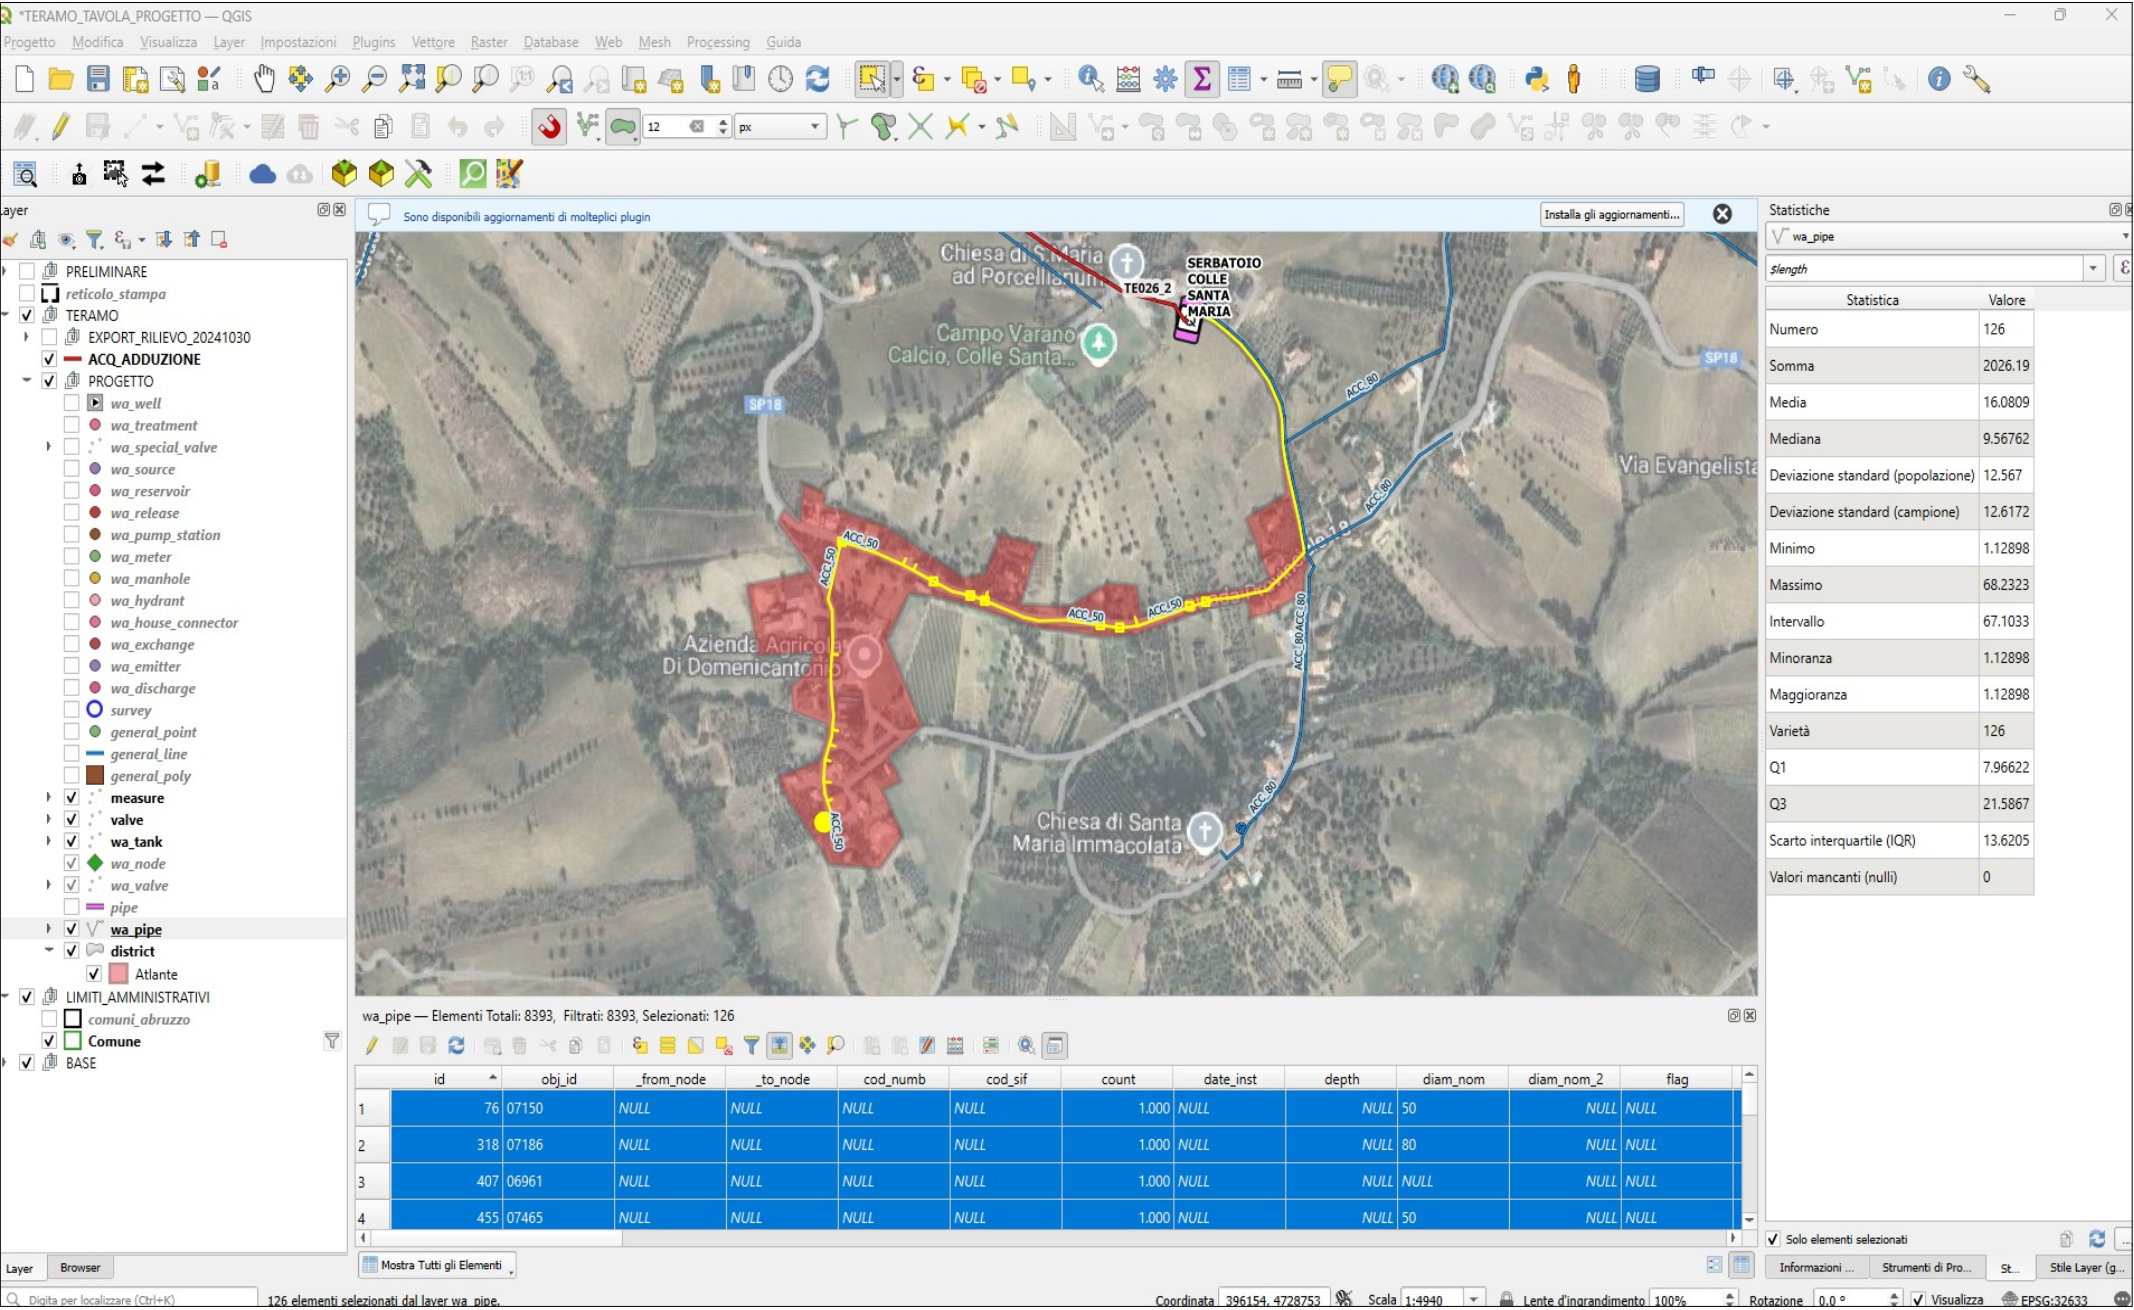 *TERAMO_TAVOLA_PROGETTO — QGIS
Progetto Modifica Visualizza Layer Impostazioni Plugins Vettore Raster Database Web Mesh Processing Guida
12 px
Layer
Sono disponibili aggiornamenti di molteplici plugin
Installa gli aggiornamenti...
PRELIMINARE
reticolo_stampa
TERAMO
EXPORT_RILIEVO_20241030
ACQ_ADDUZIONE
PROGETTO
wa_well
wa_treatment
wa_special_valve
wa_source
wa_reservoir
wa_release
wa_pump_station
wa_meter
wa_manhole
wa_hydrant
wa_house_connector
wa_exchange
wa_emitter
wa_discharge
survey
general_point
general_line
general_poly
measure
valve
wa_tank
wa_node
wa_valve
pipe
wa_pipe
district
Atlante
LIMITI_AMMINISTRATIVI
comuni_abruzzo
Comune
BASE
Layer Browser
Chiesa di S.Maria
ad Porcellianum
TE026_2
SERBATOIO
COLLE
SANTA
MARIA
Campo Varano
Calcio, Colle Santa...
SP18
SP18
ACC_80
ACC_80
Via Evangelista
ACC_50
ACC_50
ACC_50
ACC_50
ACC_80ACC_80
Azienda Agricola
Di Domenicantonio
ACC_80
ACC_50
Chiesa di Santa
Maria Immacolata
wa_pipe — Elementi Totali: 8393, Filtrati: 8393, Selezionati: 126
id obj_id _from_node _to_node cod_numb cod_sif count date_inst depth diam_nom diam_nom_2 flag
1 76 07150 NULL NULL NULL NULL 1.000 NULL NULL 50 NULL NULL
2 318 07186 NULL NULL NULL NULL 1.000 NULL NULL 80 NULL NULL
3 407 06961 NULL NULL NULL NULL 1.000 NULL NULL NULL NULL NULL
4 455 07465 NULL NULL NULL NULL 1.000 NULL NULL 50 NULL NULL
Mostra Tutti gli Elementi
Statistiche
wa_pipe
$length
Statistica Valore
Numero 126
Somma 2026.19
Media 16.0809
Mediana 9.56762
Deviazione standard (popolazione) 12.567
Deviazione standard (campione) 12.6172
Minimo 1.12898
Massimo 68.2323
Intervallo 67.1033
Minoranza 1.12898
Maggioranza 1.12898
Varietà 126
Q1 7.96622
Q3 21.5867
Scarto interquartile (IQR) 13.6205
Valori mancanti (nulli) 0
Solo elementi selezionati
Informazioni ... Strumenti di Pro... St... Stile Layer (g...
Digita per localizzare (Ctrl+K) 126 elementi selezionati dal layer wa_pipe. Coordinata 396154, 4728753 Scala 1:4940 Lente d'ingrandimento 100% Rotazione 0,0 ° Visualizza EPSG:32633